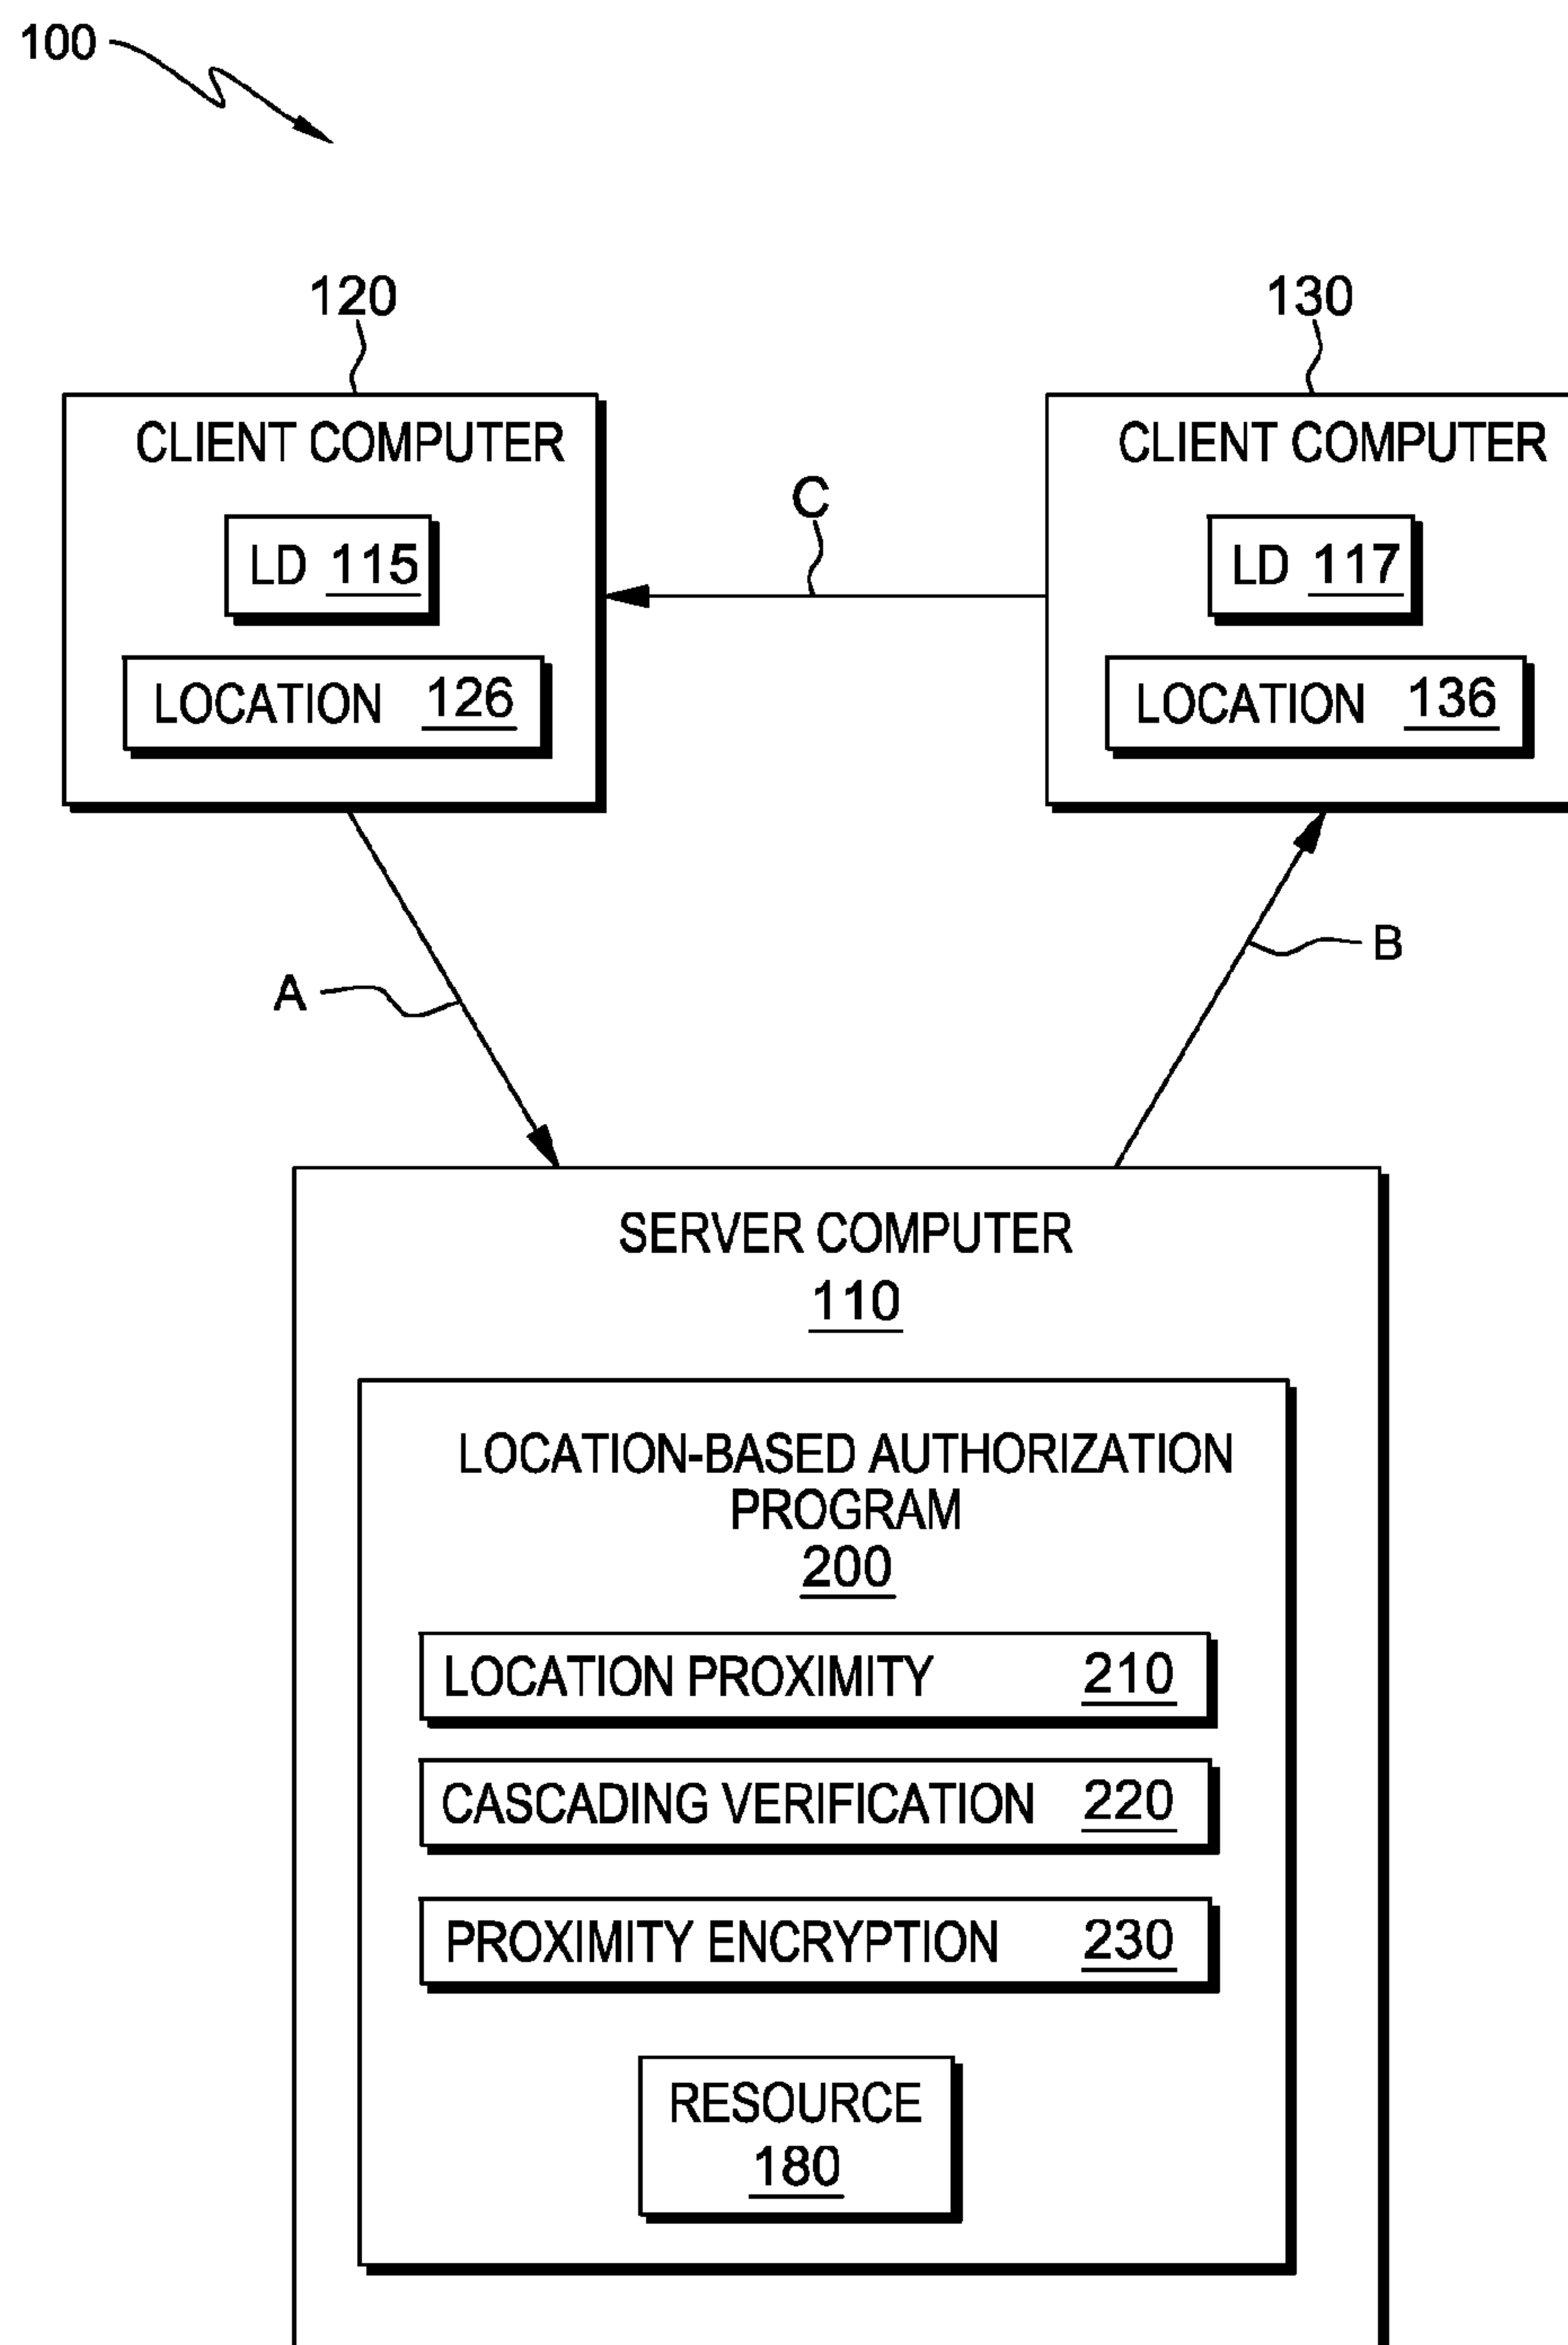 100
120
130
CLIENT COMPUTER
LD 115
LOCATION 126
C
CLIENT COMPUTER
LD 117
LOCATION 136
A
B
SERVER COMPUTER
110
LOCATION-BASED AUTHORIZATION
PROGRAM
200
LOCATION PROXIMITY 210
CASCADING VERIFICATION 220
PROXIMITY ENCRYPTION 230
RESOURCE
180